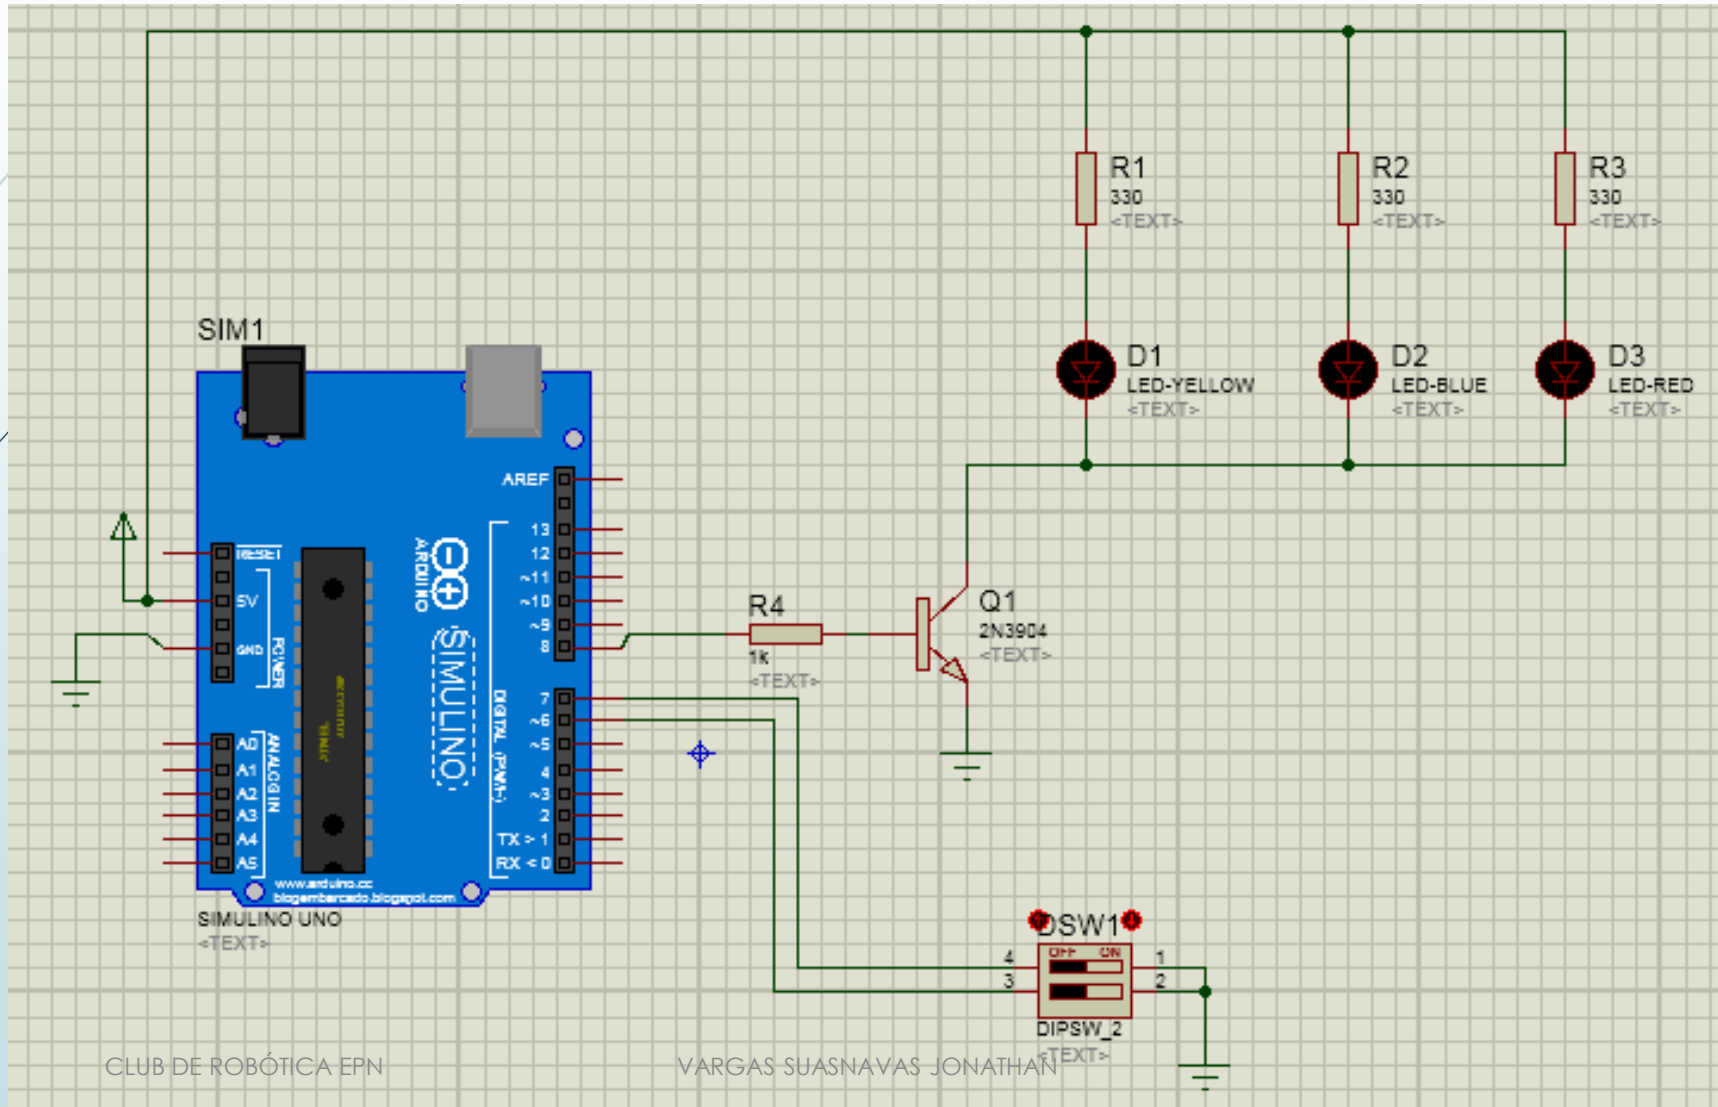 R1
330
<TEXT>
R2
330
<TEXT>
R3
330
<TEXT>
SIM1
D1
LED-YELLOW
<TEXT>
D2
LED-BLUE
<TEXT>
D3
LED-RED
<TEXT>
AREF
13
12
~11
~10
~9
8
RESET
5V
GND
POWER
ARDUINO
SIMULINO
DIGITAL (PWM~)
7
~6
~5
4
~3
2
TX > 1
RX < 0
A0
A1
A2
A3
A4
A5
ANALOG IN
ATMEL
www.arduino.cc
blogembarcado.blogspot.com
SIMULINO UNO
<TEXT>
R4
1k
<TEXT>
Q1
2N3904
<TEXT>
DSW1
OFF ON
4
3
1
2
DIPSW_2
<TEXT>
CLUB DE ROBÓTICA EPN
VARGAS SUASNAVAS JONATHAN